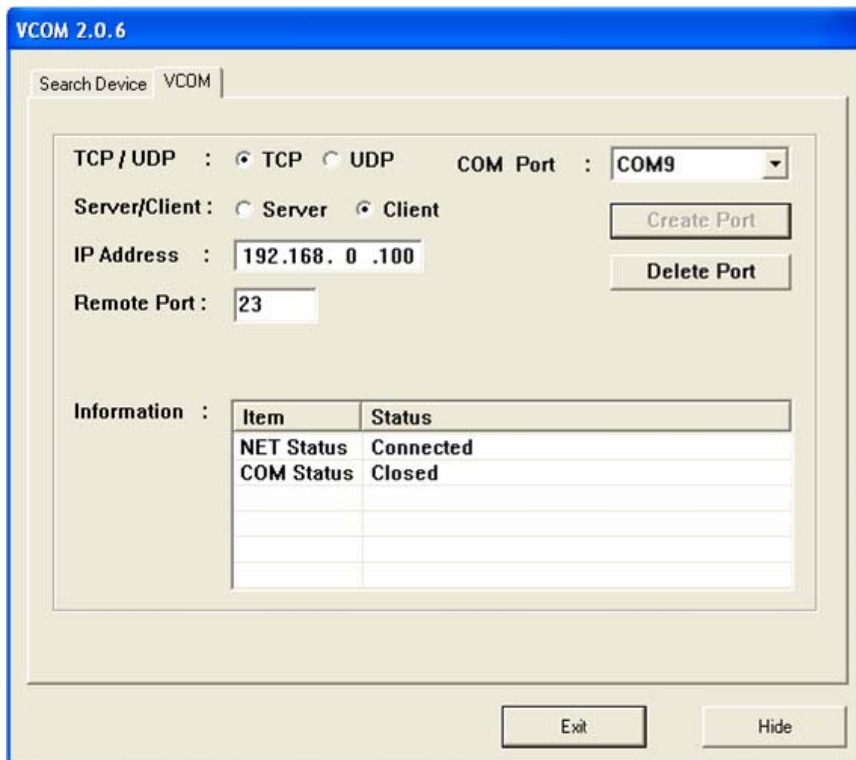 VCOM 2.0.6
Search Device VCOM
TCP / UDP : TCP UDP COM Port : COM9
Server/Client : Server Client Create Port
IP Address : 192.168. 0 .100 Delete Port
Remote Port : 23
Information : Item Status
NET Status Connected
COM Status Closed
Exit Hide